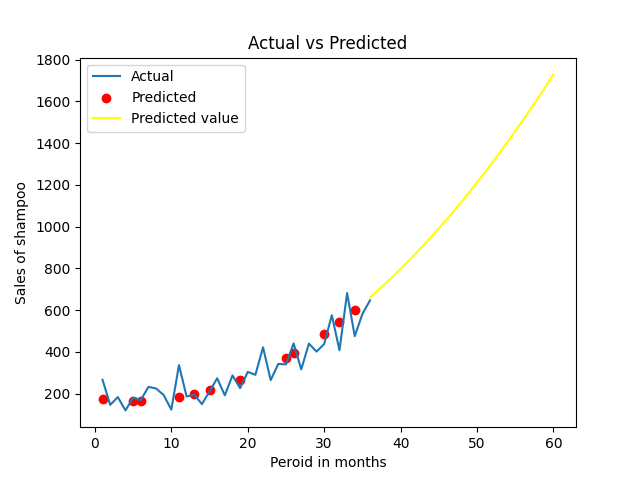 Actual vs Predicted
Actual
Predicted
Predicted value
Sales of shampoo
1800
1600
1400
1200
1000
800
600
400
200
0 10 20 30 40 50 60
Peroid in months